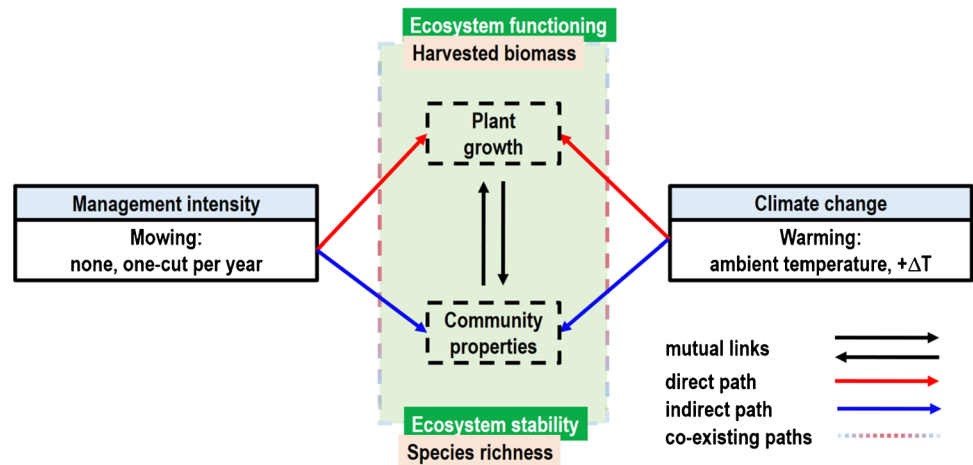 Ecosystem functioning
Harvested biomass
Plant
growth
Management intensity
Mowing:
none, one-cut per year
Climate change
Warming:
ambient temperature, +ΔT
Community
properties
Ecosystem stability
Species richness
mutual links
direct path
indirect path
co-existing paths